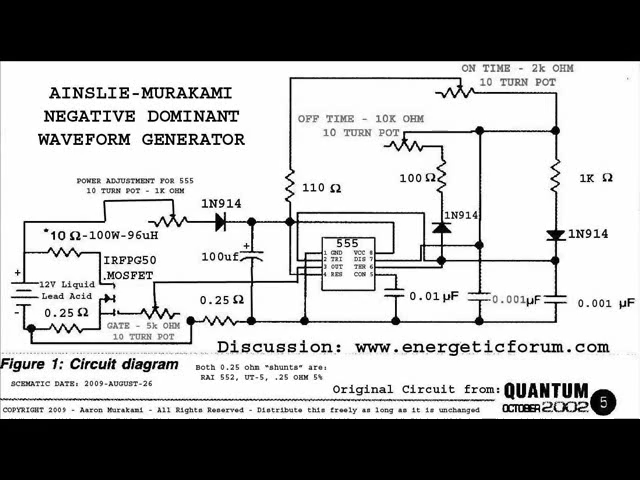 ON TIME - 2k OHM
10 TURN POT
AINSLIE-MURAKAMI
NEGATIVE DOMINANT
WAVEFORM GENERATOR
OFF TIME - 10K OHM
10 TURN POT
POWER ADJUSTMENT FOR 555
10 TURN POT - 1K OHM
110 Ω
100 Ω
1K Ω
1N914
1N914
1N914
*10 Ω-100W-96uH
IRFPG50
MOSFET
100uf
+
555
1 GND VCC 8
2 TRI DIS 7
3 OUT TER 6
4 RES CON 5
+
12V Liquid
Lead Acid
-
0.25 Ω
0.25 Ω
0.01 µF
0.001µF
0.001 µF
GATE - 5k OHM
10 TURN POT
Discussion: www.energeticforum.com
Figure 1: Circuit diagram
Both 0.25 ohm "shunts" are:
RAI 552, UT-5, .25 OHM 5%
SCEMATIC DATE: 2009-AUGUST-26
Original Circuit from:
QUANTUM
OCTOBER 2002
5
COPYRIGHT 2009 - Aaron Murakami - All Rights Reserved - Distribute this freely as long as it is unchanged